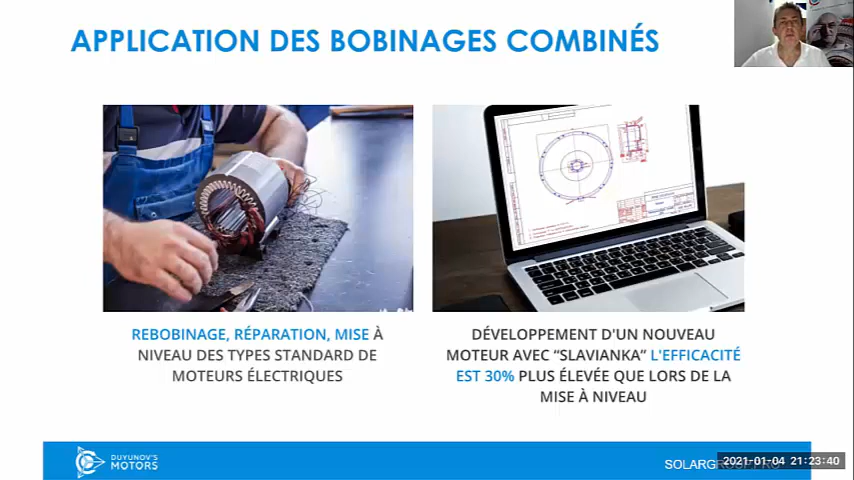 APPLICATION DES BOBINAGES COMBINÉS
REBOBINAGE, RÉPARATION, MISE À
NIVEAU DES TYPES STANDARD DE
MOTEURS ÉLECTRIQUES
DÉVELOPPEMENT D'UN NOUVEAU
MOTEUR AVEC “SLAVIANKA” L'EFFICACITÉ
EST 30% PLUS ÉLEVÉE QUE LORS DE LA
MISE À NIVEAU
DUYUNOV'S
MOTORS
2021-01-04 21:23:40